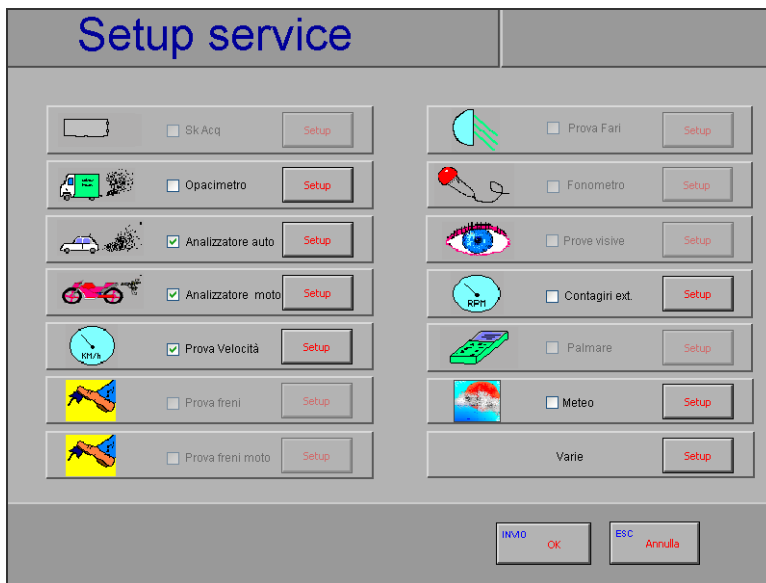 Setup service
Sk Acq Setup
Opacimetro Setup
Analizzatore auto Setup
Analizzatore moto Setup
KM/h Prova Velocità Setup
Prova freni Setup
Prova freni moto Setup
Prova Fari Setup
Fonometro Setup
Prove visive Setup
RPM Contagiri ext. Setup
Palmare Setup
Meteo Setup
Varie Setup
INVIO OK
ESC Annulla